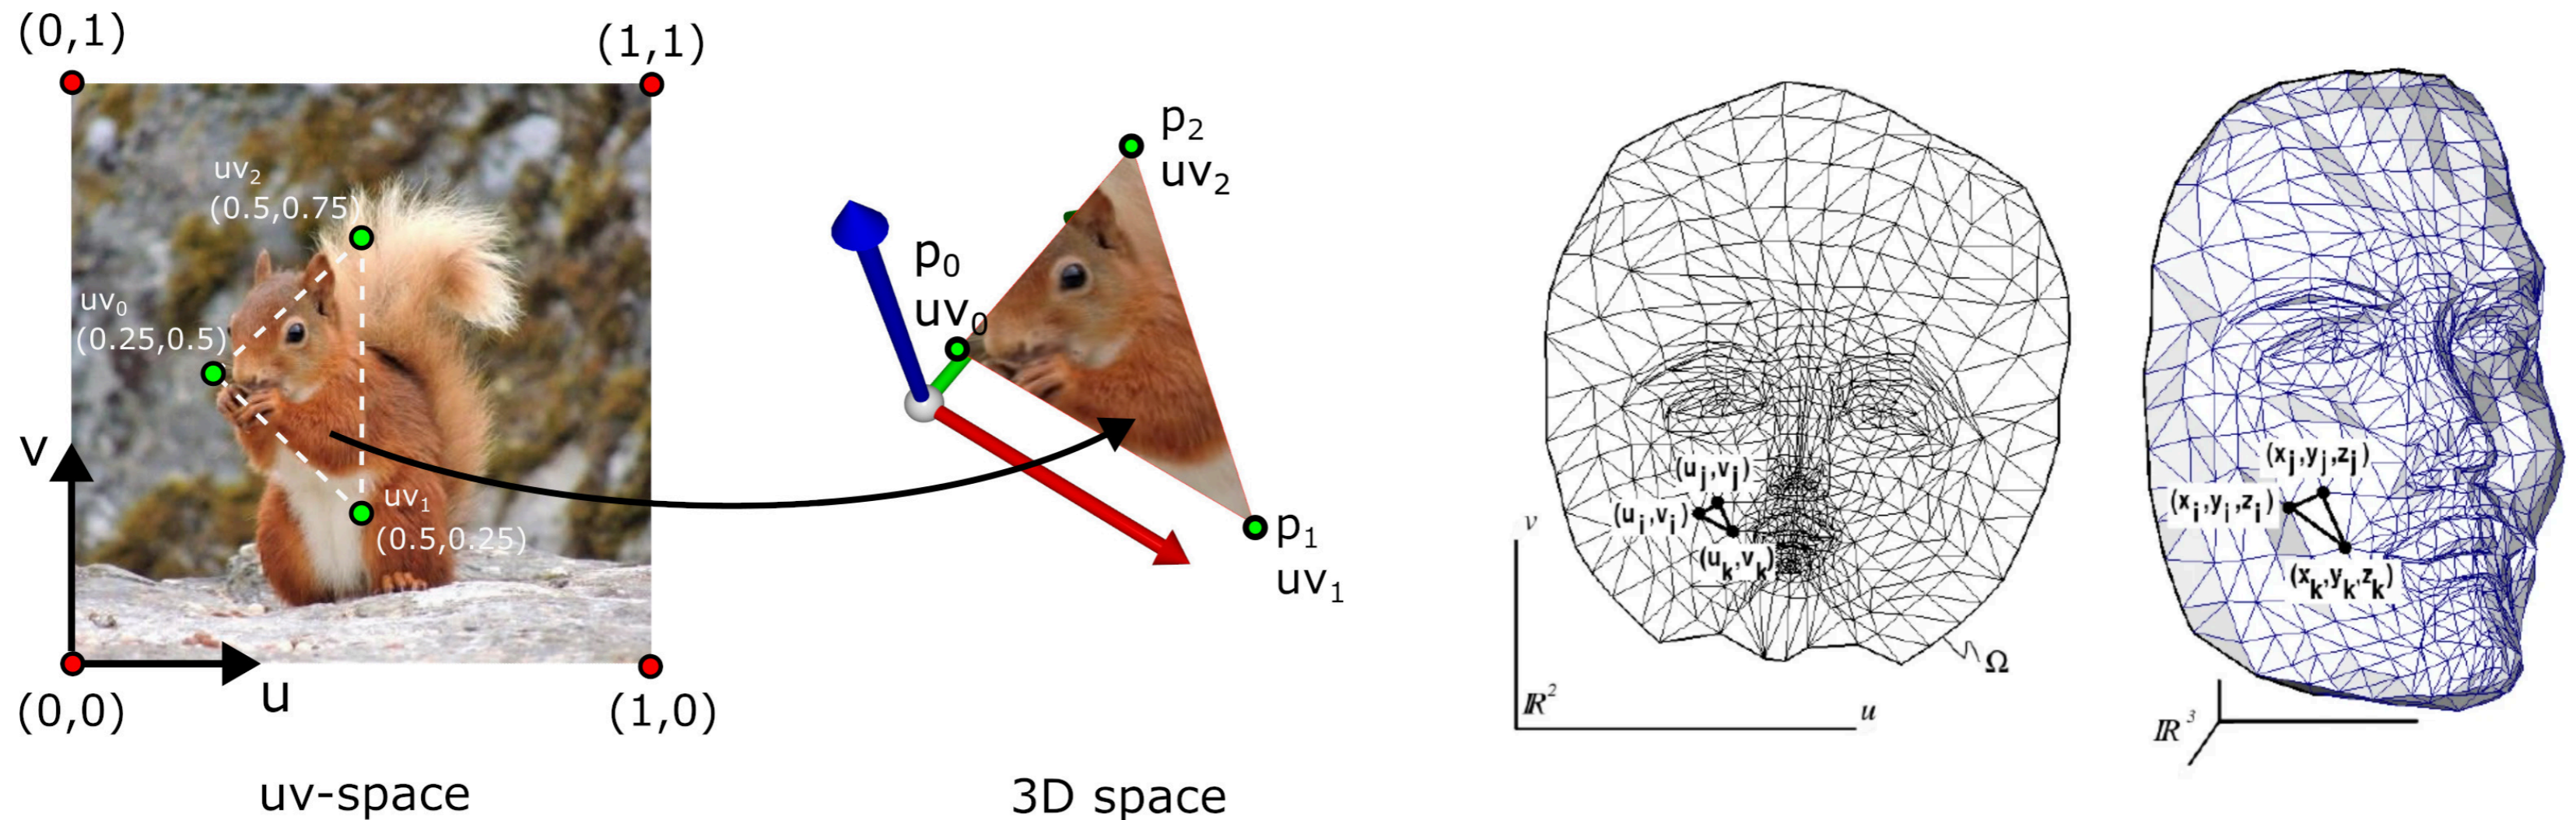 (0,1)
(1,1)
uv₂
(0.5,0.75)
uv₀
(0.25,0.5)
uv₁
(0.5,0.25)
v
u
(0,0)
(1,0)
uv-space
p₂
uv₂
p₀
uv₀
p₁
uv₁
3D space
(uⱼ,vⱼ)
(uᵢ,vᵢ)
(uₖ,vₖ)
v
Ω
IR²
u
(xⱼ,yⱼ,zⱼ)
(xᵢ,yᵢ,zᵢ)
(xₖ,yₖ,zₖ)
IR³